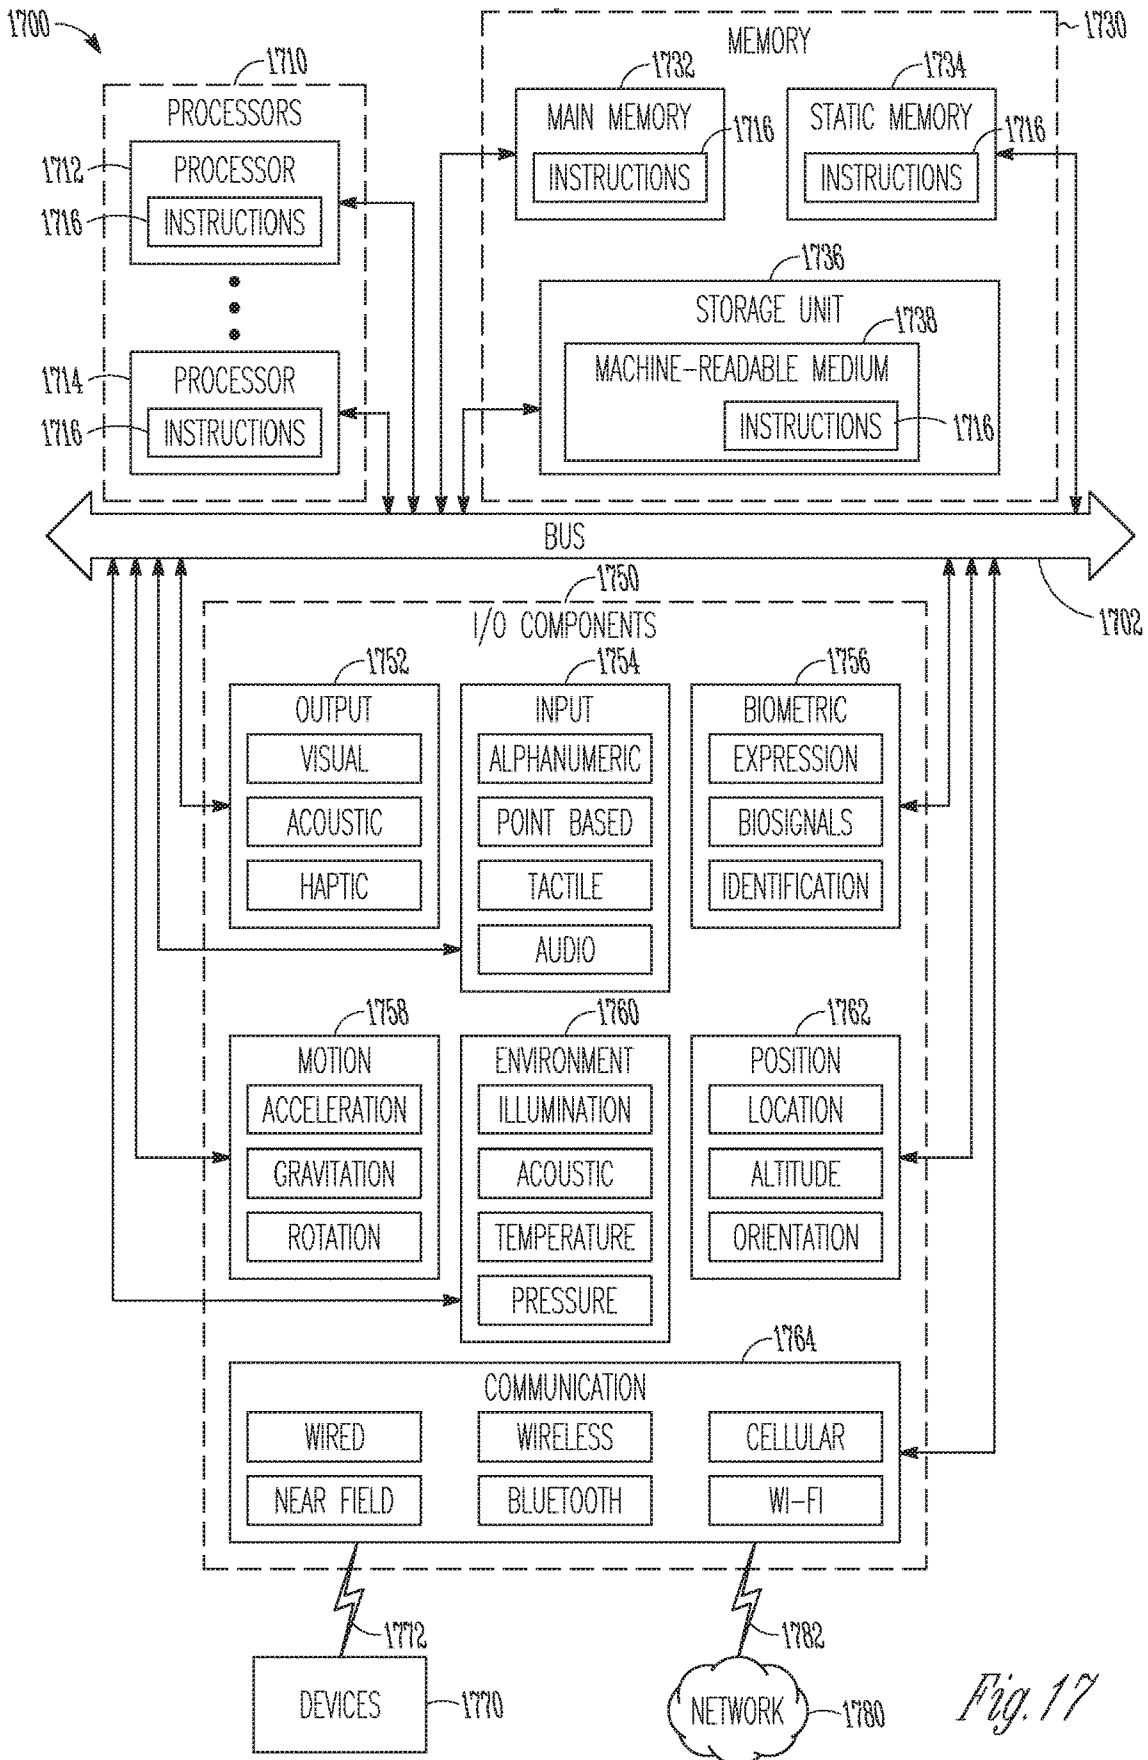 1700
1710
PROCESSORS
1712
PROCESSOR
1716
INSTRUCTIONS
1714
PROCESSOR
1716
INSTRUCTIONS
1730
MEMORY
1732
MAIN MEMORY
1716
INSTRUCTIONS
1734
STATIC MEMORY
1716
INSTRUCTIONS
1736
STORAGE UNIT
1738
MACHINE-READABLE MEDIUM
INSTRUCTIONS
1716
BUS
1702
1750
I/O COMPONENTS
1752
OUTPUT
VISUAL
ACOUSTIC
HAPTIC
1754
INPUT
ALPHANUMERIC
POINT BASED
TACTILE
AUDIO
1756
BIOMETRIC
EXPRESSION
BIOSIGNALS
IDENTIFICATION
1758
MOTION
ACCELERATION
GRAVITATION
ROTATION
1760
ENVIRONMENT
ILLUMINATION
ACOUSTIC
TEMPERATURE
PRESSURE
1762
POSITION
LOCATION
ALTITUDE
ORIENTATION
1764
COMMUNICATION
WIRED
WIRELESS
CELLULAR
NEAR FIELD
BLUETOOTH
WI-FI
1772
1782
DEVICES
1770
NETWORK
1780
Fig. 17